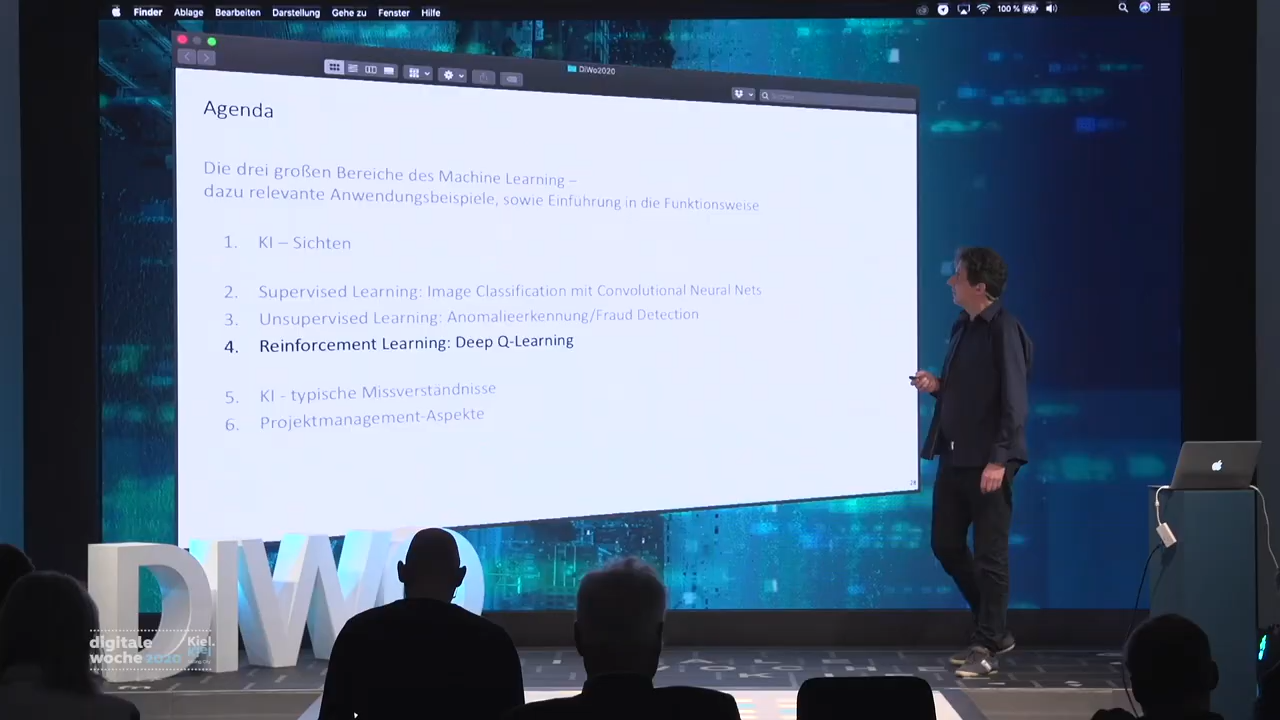 Finder Ablage Bearbeiten Darstellung Gehe zu Fenster Hilfe 100 %
DiWo2020
Agenda
Die drei großen Bereiche des Machine Learning –
dazu relevante Anwendungsbeispiele, sowie Einführung in die Funktionsweise
1. KI – Sichten
2. Supervised Learning: Image Classification mit Convolutional Neural Nets
3. Unsupervised Learning: Anomalieerkennung/Fraud Detection
4. Reinforcement Learning: Deep Q-Learning
5. KI - typische Missverständnisse
6. Projektmanagement-Aspekte
DiWO
digitale
woche 2020
Kiel.